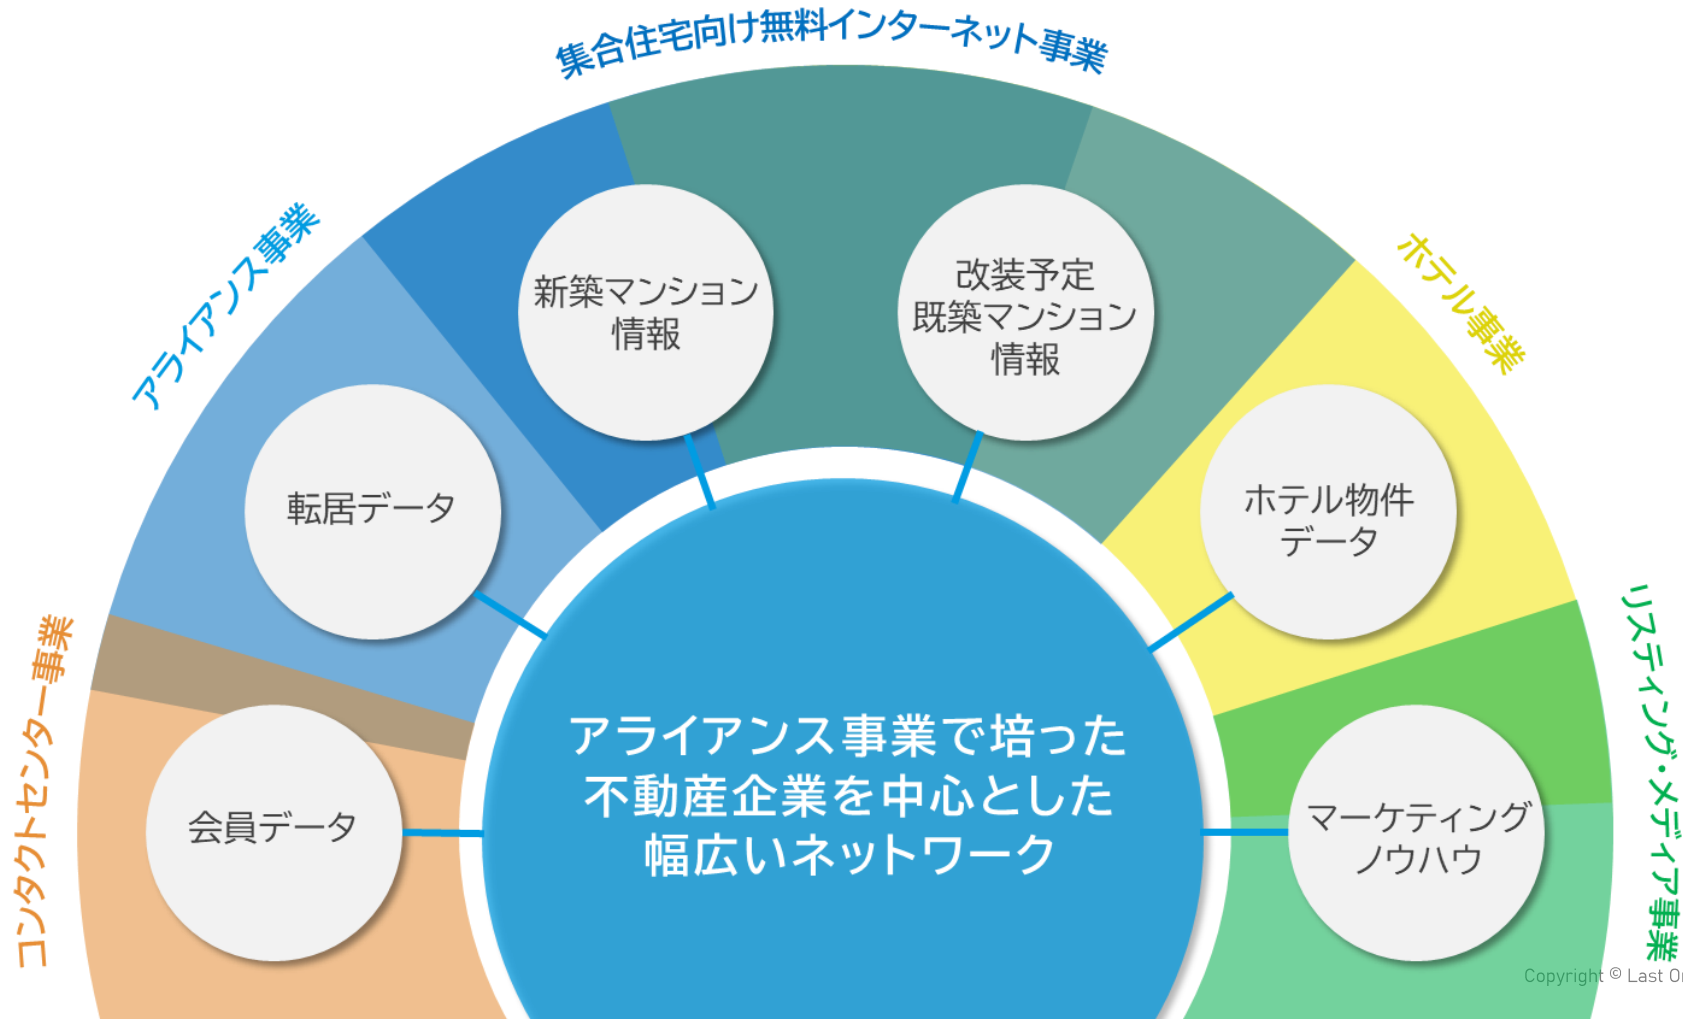 集合住宅向け無料インターネット事業
アライアンス事業
ホテル事業
コンタクトセンター事業
リスティング・メディア事業
新築マンション
情報
改装予定
既築マンション
情報
転居データ
ホテル物件
データ
会員データ
マーケティング
ノウハウ
アライアンス事業で培った
不動産企業を中心とした
幅広いネットワーク
Copyright © Last